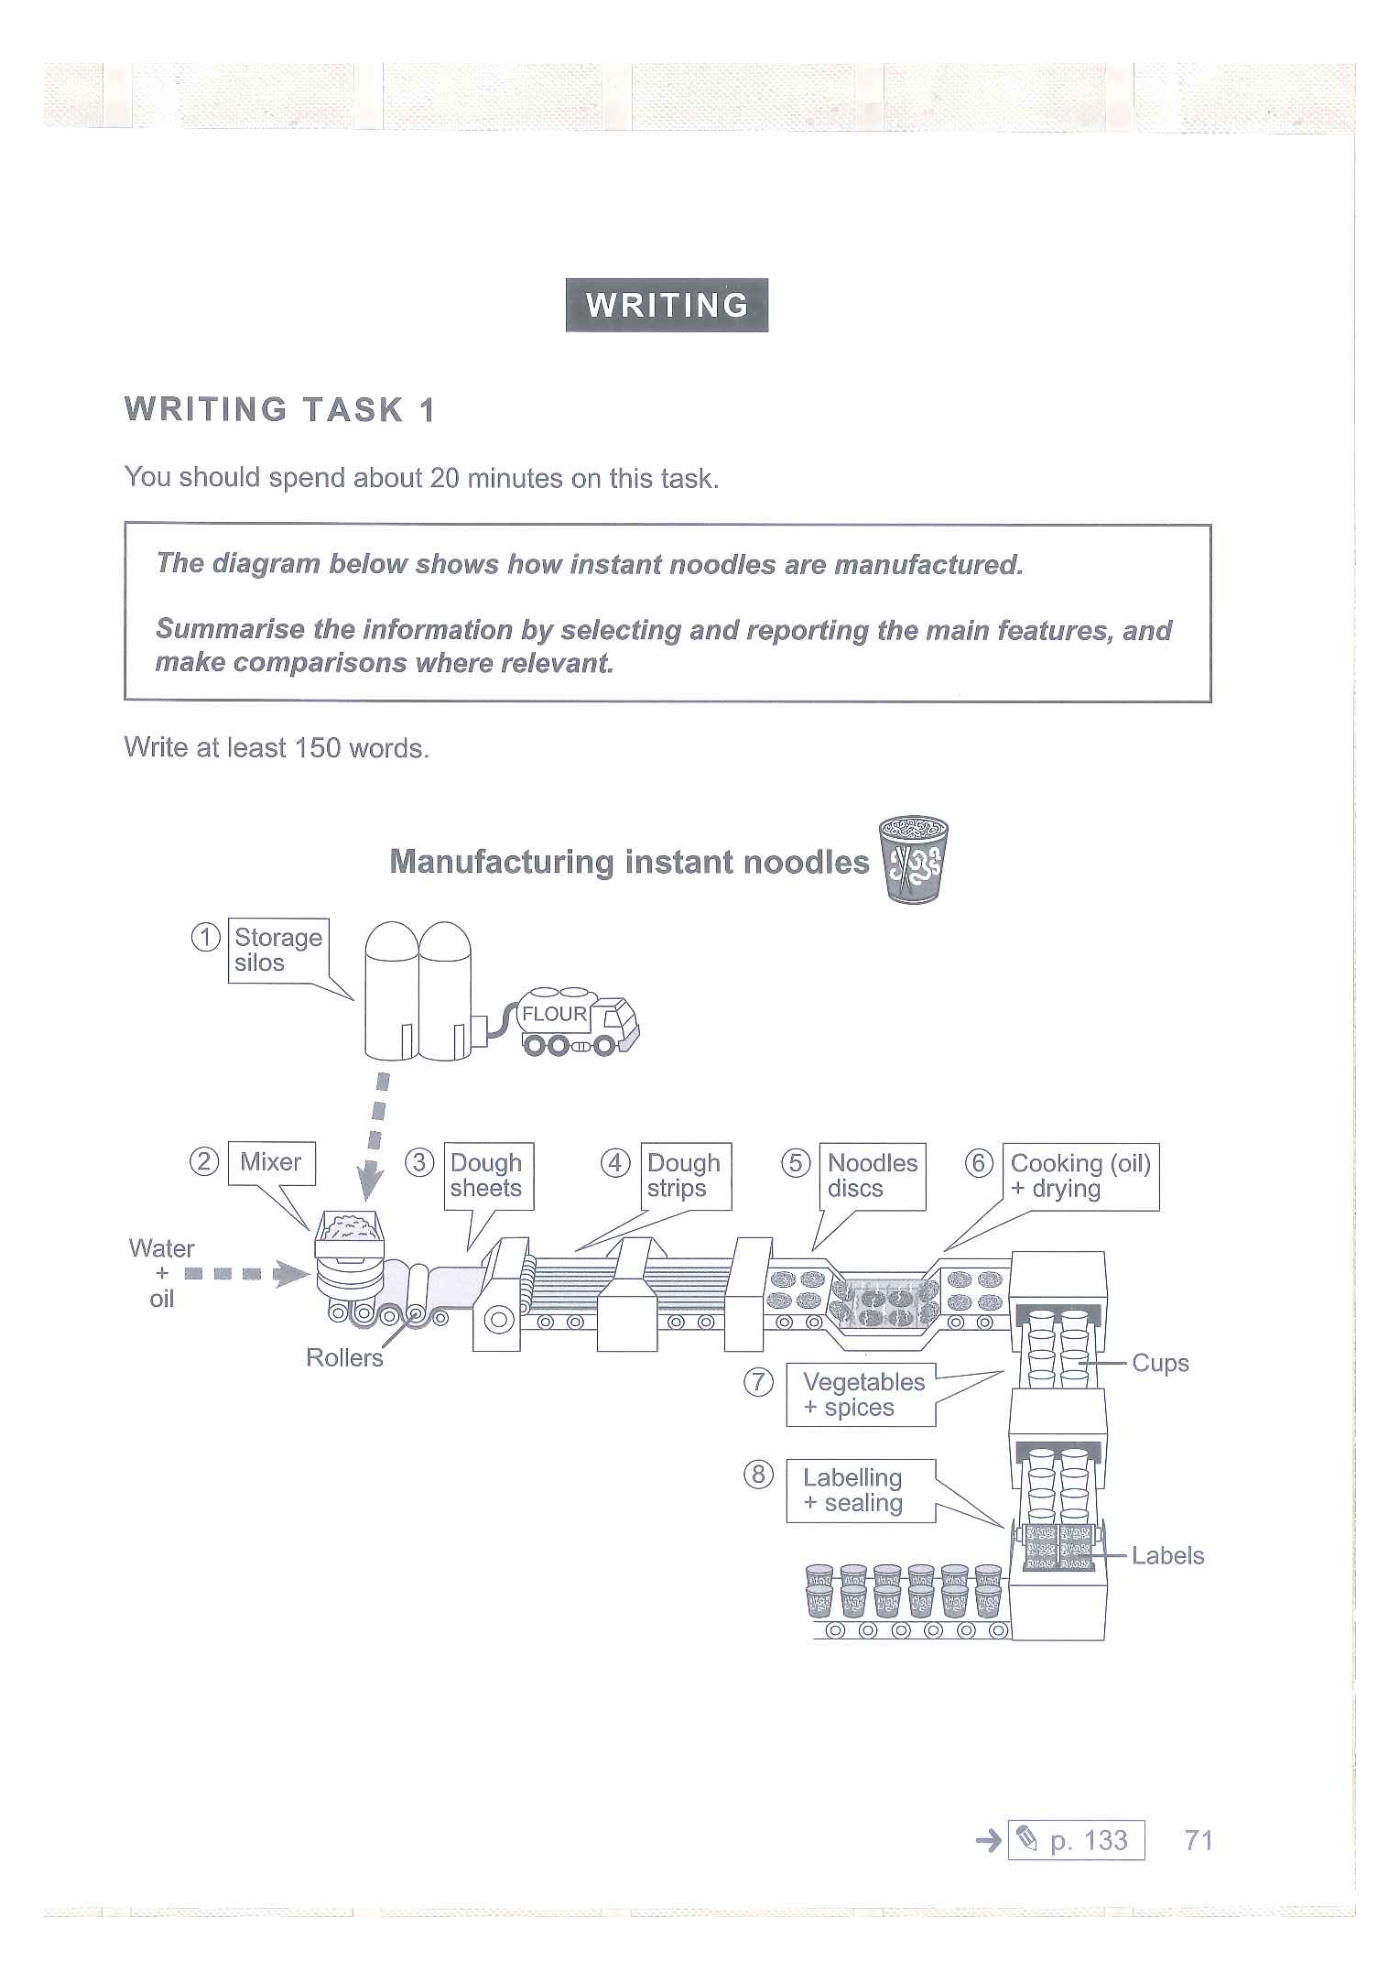 WRITING
WRITING TASK 1
You should spend about 20 minutes on this task.
The diagram below shows how instant noodles are manufactured.
Summarise the information by selecting and reporting the main features, and
make comparisons where relevant.
Write at least 150 words.
Manufacturing instant noodles
1 Storage
silos
FLOUR
2 Mixer
3 Dough
sheets
4 Dough
strips
5 Noodles
discs
6 Cooking (oil)
+ drying
Water
+
oil
Rollers
7 Vegetables
+ spices
Cups
8 Labelling
+ sealing
Labels
p. 133
71